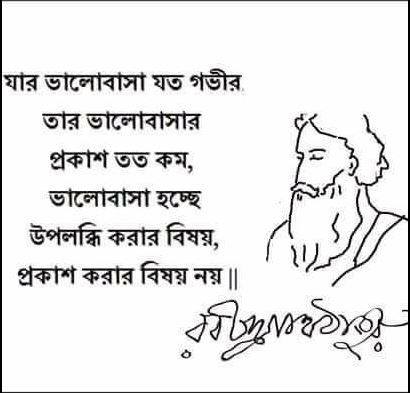 যার ভালোবাসা যত গভীর
তার ভালোবাসার
প্রকাশ তত কম,
ভালোবাসা হচ্ছে
উপলব্ধি করার বিষয়,
প্রকাশ করার বিষয় নয়॥
রবীন্দ্রনাথ ঠাকুর